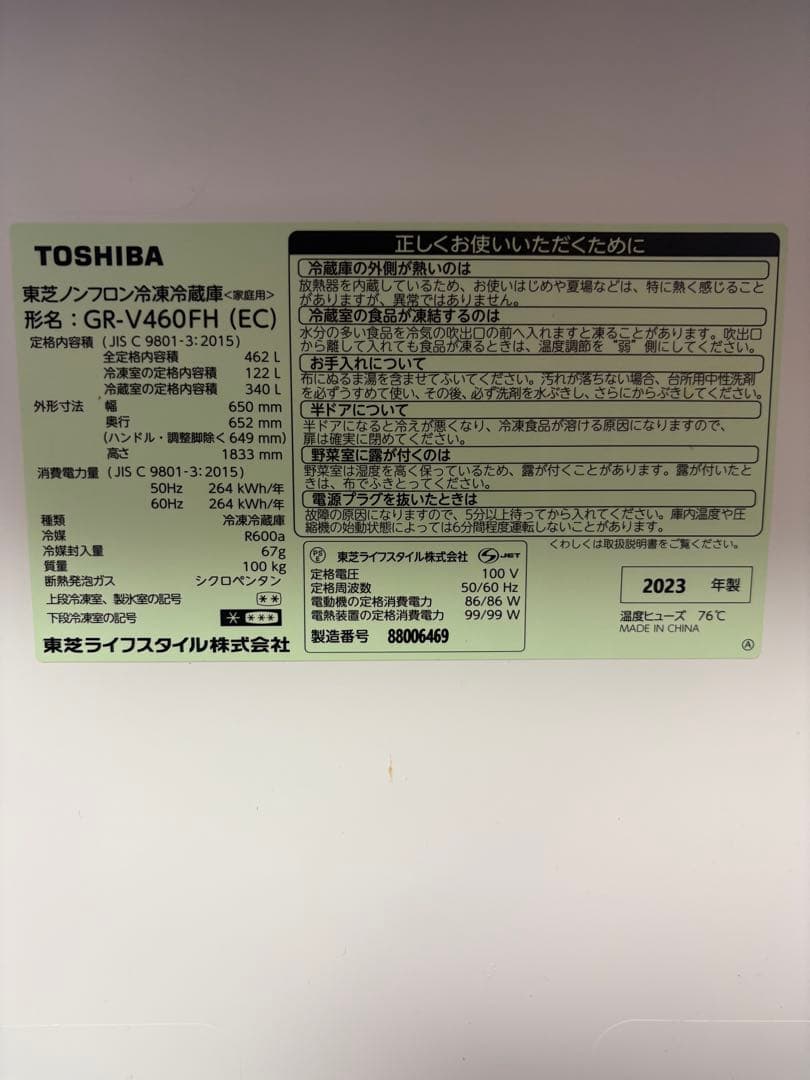 TOSHIBA
東芝ノンフロン冷凍冷蔵庫<家庭用>
形名：GR-V460FH (EC)
定格内容積 (JIS C 9801-3:2015)
全定格内容積 462 L
冷凍室の定格内容積 122 L
冷蔵室の定格内容積 340 L
外形寸法 幅 650 mm
奥行 652 mm
(ハンドル・調整脚除く 649 mm)
高さ 1833 mm
消費電力量 (JIS C 9801-3:2015)
50Hz 264 kWh/年
60Hz 264 kWh/年
種類 冷凍冷蔵庫
冷媒 R600a
冷媒封入量 67g
質量 100 kg
断熱発泡ガス シクロペンタン
上段冷凍室、製氷室の記号 **
下段冷凍室の記号 * ***
東芝ライフスタイル株式会社
正しくお使いいただくために
冷蔵庫の外側が熱いのは
放熱器を内蔵しているため、お使いはじめや夏場などは、特に熱く感じること
がありますが、異常ではありません。
冷蔵室の食品が凍結するのは
水分の多い食品を冷気の吹出口の前へ入れますと凍ることがあります。吹出口
から離して入れても食品が凍るときは、温度調節を“弱”側にしてください。
お手入れについて
布にぬるま湯を含ませてふいてください。汚れが落ちない場合、台所用中性洗剤
を必ずうすめて使い、その後、必ず洗剤を水ぶきし、さらにからぶきしてください。
半ドアについて
半ドアになると冷えが悪くなり、冷凍食品が溶ける原因になりますので、
扉は確実に閉めてください。
野菜室に露が付くのは
野菜室は湿度を高く保っているため、露が付くことがあります。露が付いたと
きは、布でふきとってください。
電源プラグを抜いたときは
故障の原因になりますので、5分以上待ってから入れてください。庫内温度や圧
縮機の始動状態によっては6分間程度運転しないことがあります。
くわしくは取扱説明書をご覧ください。
PSE 東芝ライフスタイル株式会社 S-JET
定格電圧 100 V
定格周波数 50/60 Hz
電動機の定格消費電力 86/86 W
電熱装置の定格消費電力 99/99 W
製造番号 88006469
2023 年製
温度ヒューズ 76℃
MADE IN CHINA
Ⓐ